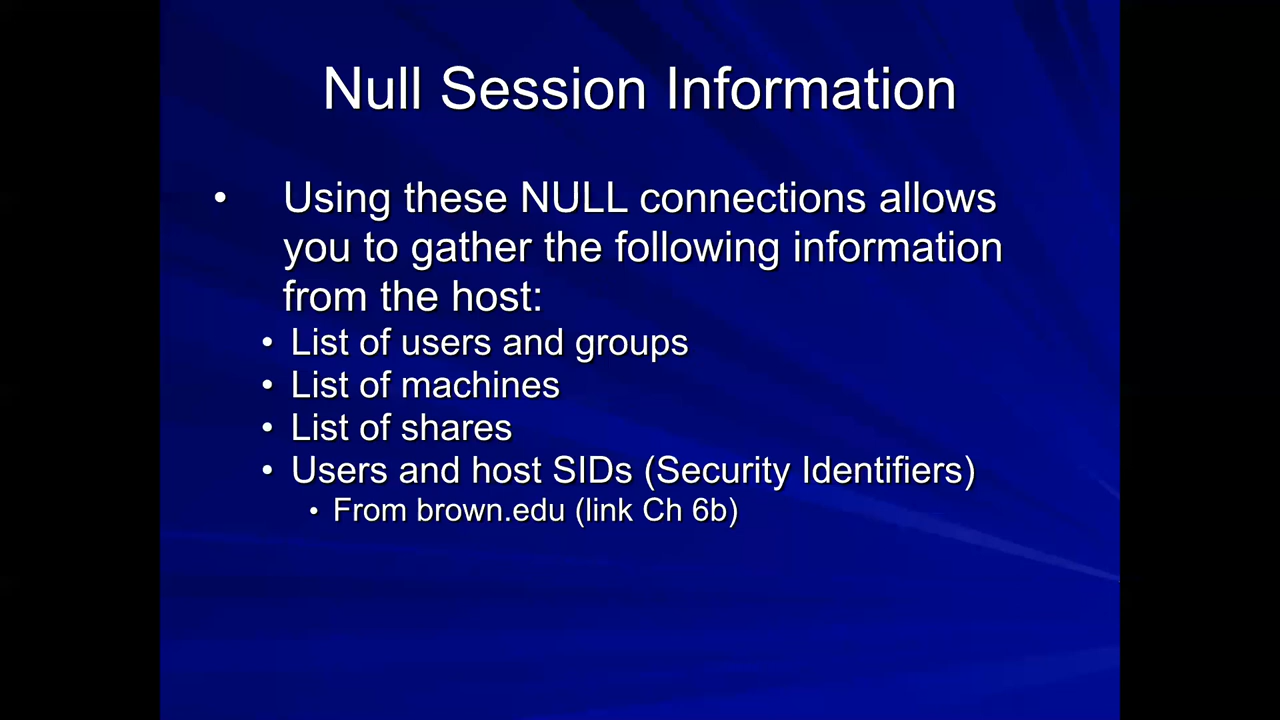 Null Session Information
• Using these NULL connections allows
you to gather the following information
from the host:
• List of users and groups
• List of machines
• List of shares
• Users and host SIDs (Security Identifiers)
• From brown.edu (link Ch 6b)